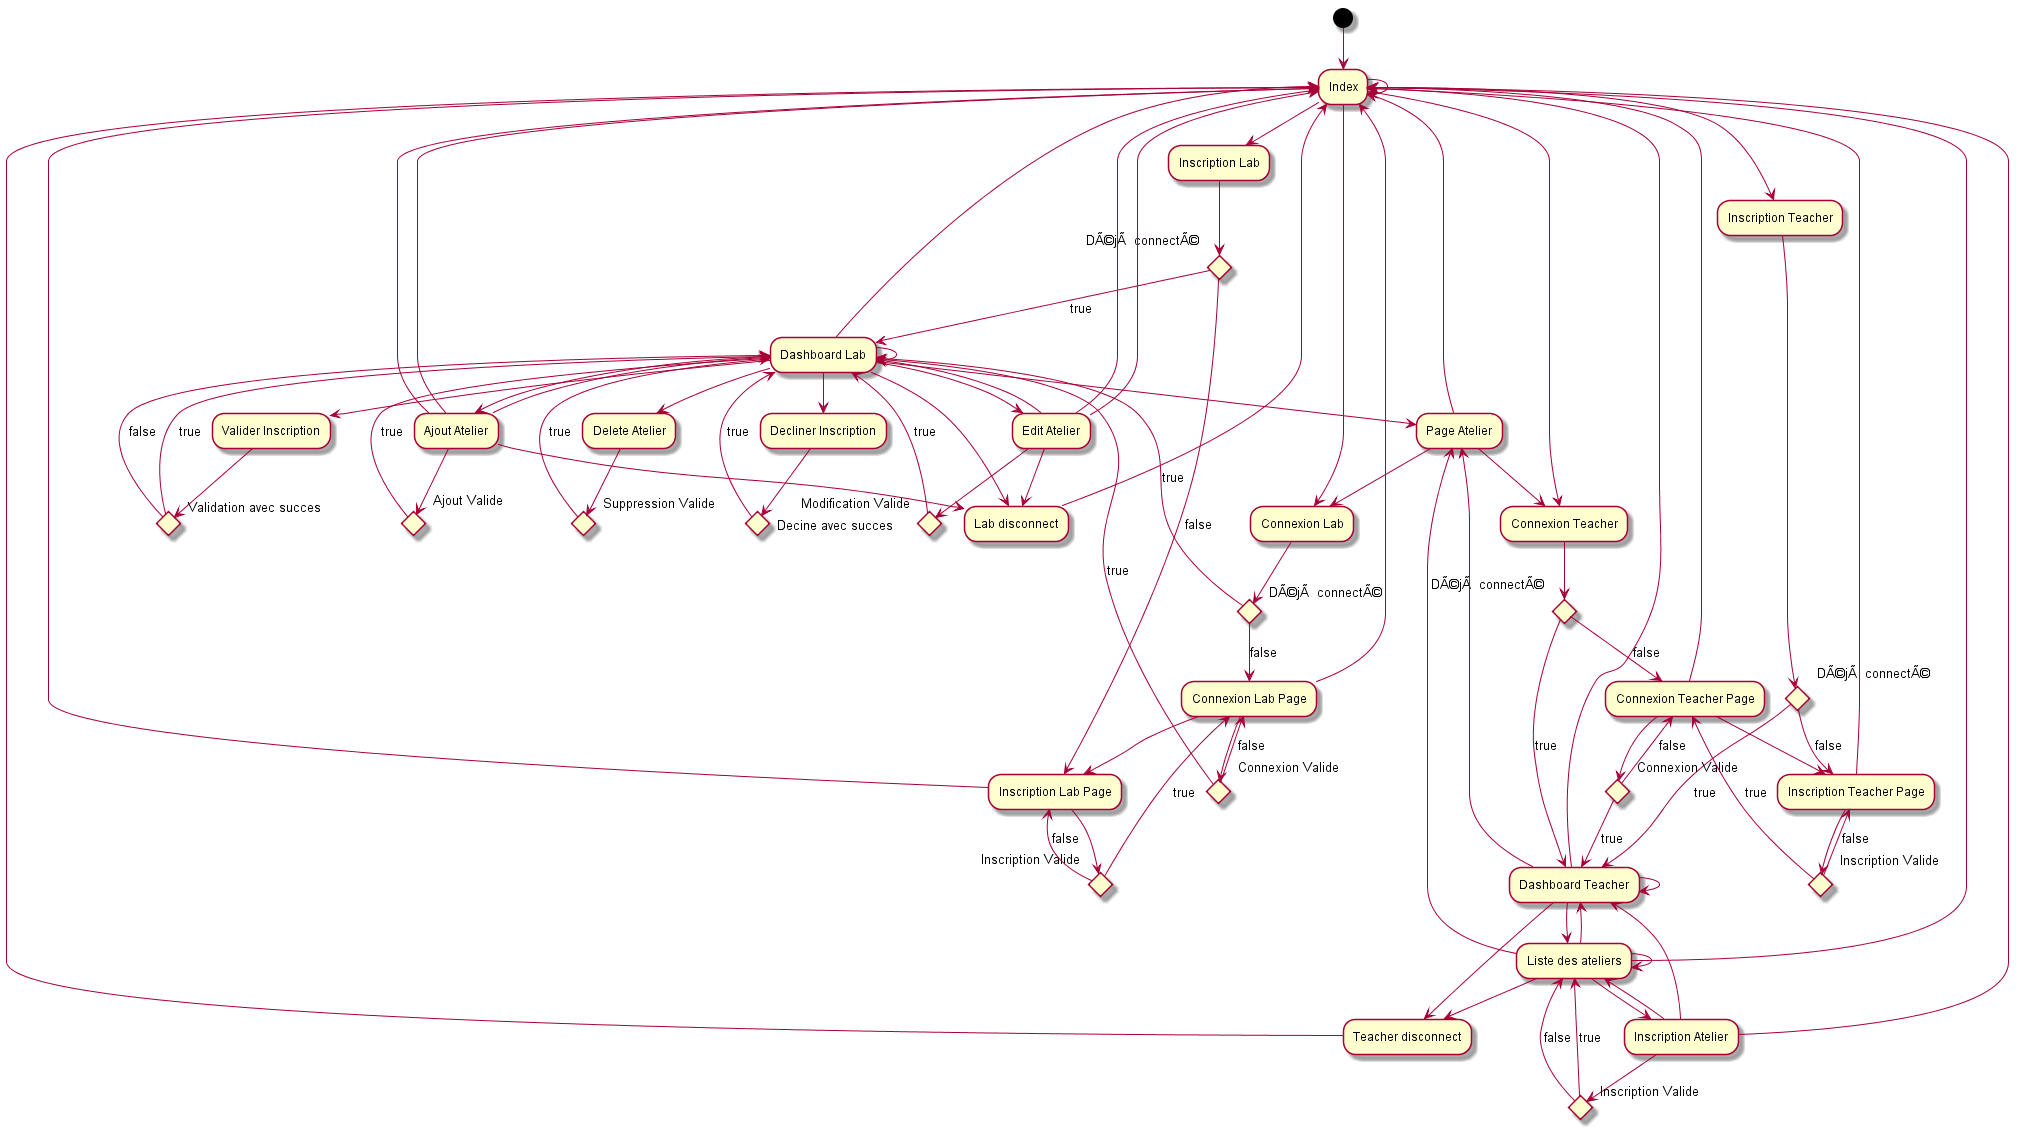 Index
Inscription Lab
Inscription Teacher
DÃ©jÃ  connectÃ©
true
Dashboard Lab
false
true
Valider Inscription
true
Ajout Atelier
true
Delete Atelier
true
Decliner Inscription
true
Edit Atelier
Page Atelier
true
Validation avec succes
Ajout Valide
Suppression Valide
Modification Valide
Decine avec succes
Lab disconnect
false
Connexion Lab
Connexion Teacher
true
DÃ©jÃ  connectÃ©
DÃ©jÃ  connectÃ©
false
false
DÃ©jÃ  connectÃ©
Connexion Lab Page
Connexion Teacher Page
false
true
false
false
Connexion Valide
Connexion Valide
Inscription Lab Page
true
true
true
Inscription Teacher Page
false
true
false
Inscription Valide
Inscription Valide
Dashboard Teacher
Liste des ateliers
Teacher disconnect
false
true
Inscription Atelier
Inscription Valide